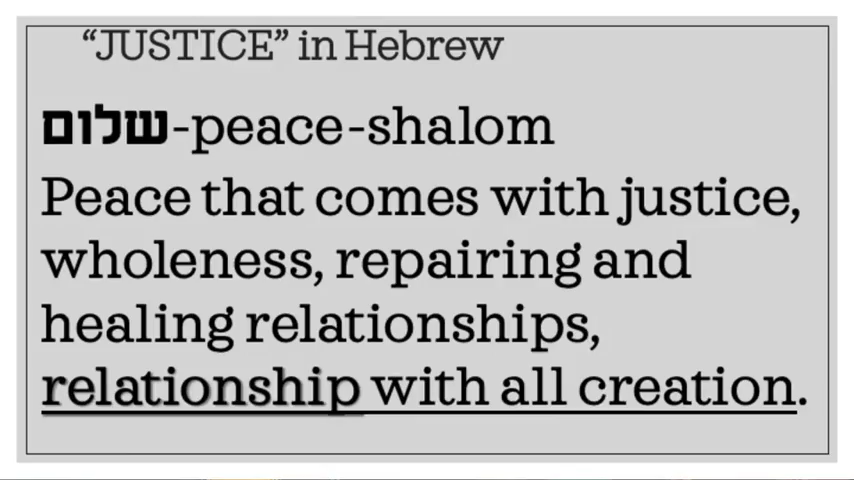 “JUSTICE” in Hebrew
שלום-peace-shalom
Peace that comes with justice,
wholeness, repairing and
healing relationships,
relationship with all creation.